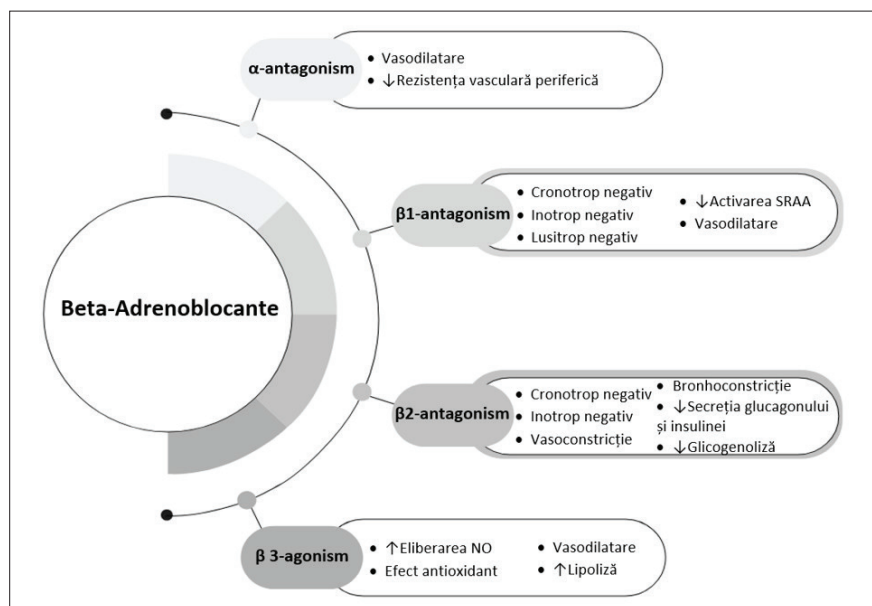 α-antagonism
• Vasodilatare
• ↓Rezistența vasculară periferică
β1-antagonism
• Cronotrop negativ
• Inotrop negativ
• Lusitrop negativ
• ↓Activarea SRAA
• Vasodilatare
Beta-Adrenoblocante
β2-antagonism
• Cronotrop negativ
• Inotrop negativ
• Vasoconstricție
Bronhoconstricție
• ↓Secreția glucagonului
și insulinei
• ↓Glicogenoliză
β 3-agonism
• ↑Eliberarea NO
• Efect antioxidant
• Vasodilatare
• ↑Lipoliză